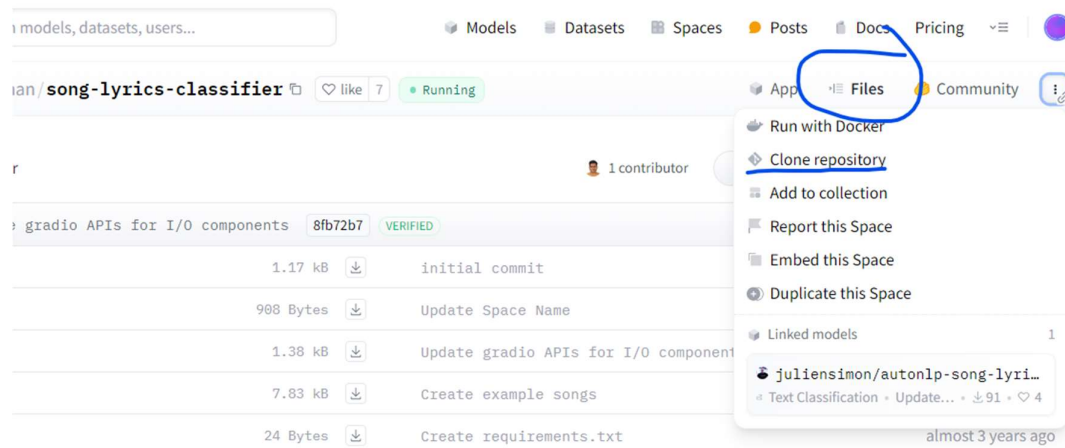 models, datasets, users...
Models
Datasets
Spaces
Posts
Docs
Pricing
/song-lyrics-classifier
like 7
Running
App
Files
Community
1 contributor
gradio APIs for I/O components 8fb72b7 VERIFIED
1.17 kB initial commit
908 Bytes Update Space Name
1.38 kB Update gradio APIs for I/O component
7.83 kB Create example songs
24 Bytes Create requirements.txt
almost 3 years ago
Run with Docker
Clone repository
Add to collection
Report this Space
Embed this Space
Duplicate this Space
Linked models 1
juliensimon/autonlp-song-lyri…
Text Classification • Update… • 91 • 4